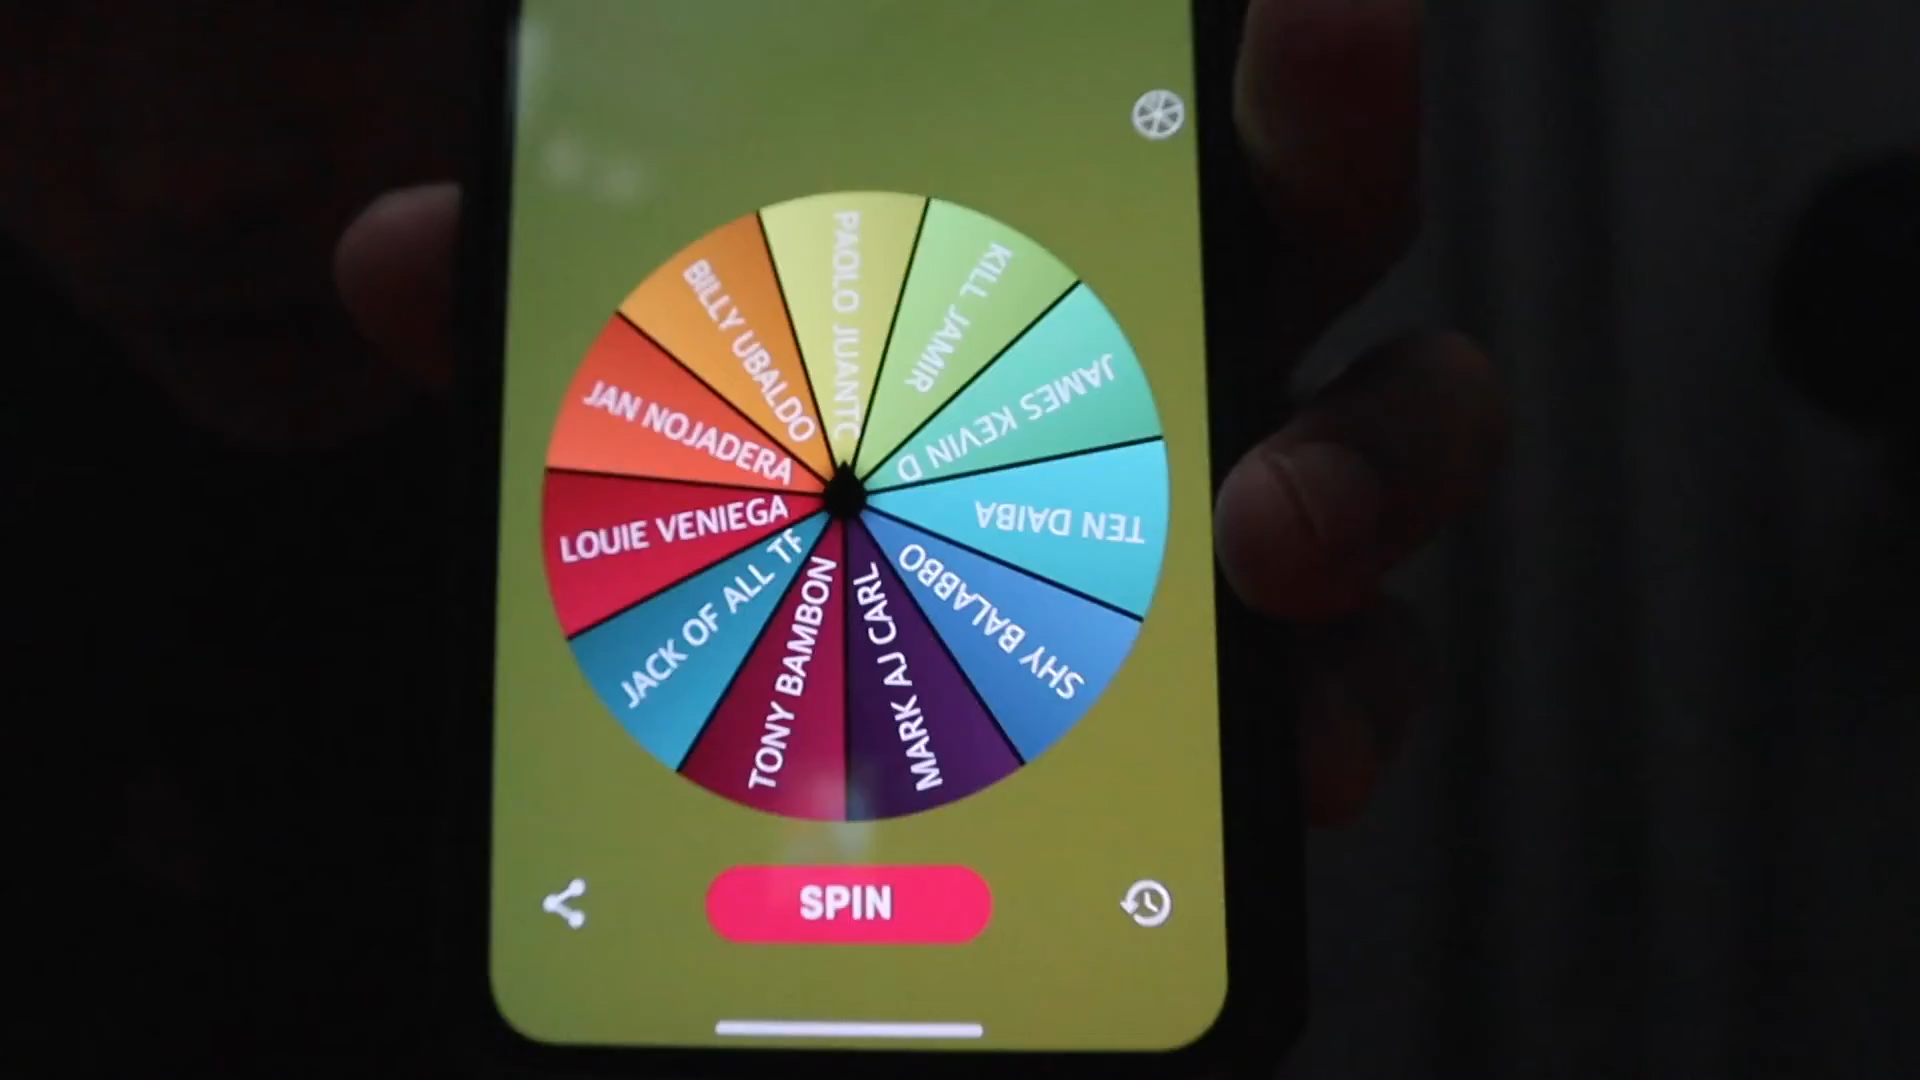 PAOLO JUANTC
KILL JAMIR
JAMES KEVIN D
TEN DAIBA
SHY BALABBO
MARK AJ CARL
TONY BAMBON
JACK OF ALL TF
LOUIE VENIEGA
JAN NOJADERA
BILLY UBALDO
SPIN